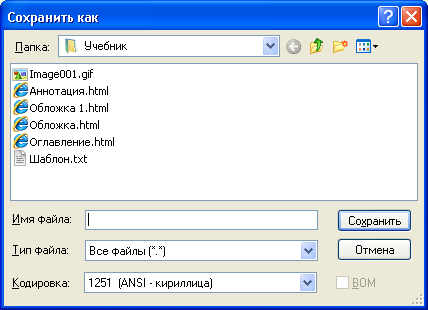 Сохранить как
Папка: Учебник
Image001.gif
Аннотация.html
Обложка 1.html
Обложка.html
Оглавление.html
Шаблон.txt
Имя файла: Сохранить
Тип файла: Все файлы (*.*) Отмена
Кодировка: 1251 (ANSI - кириллица) BOM